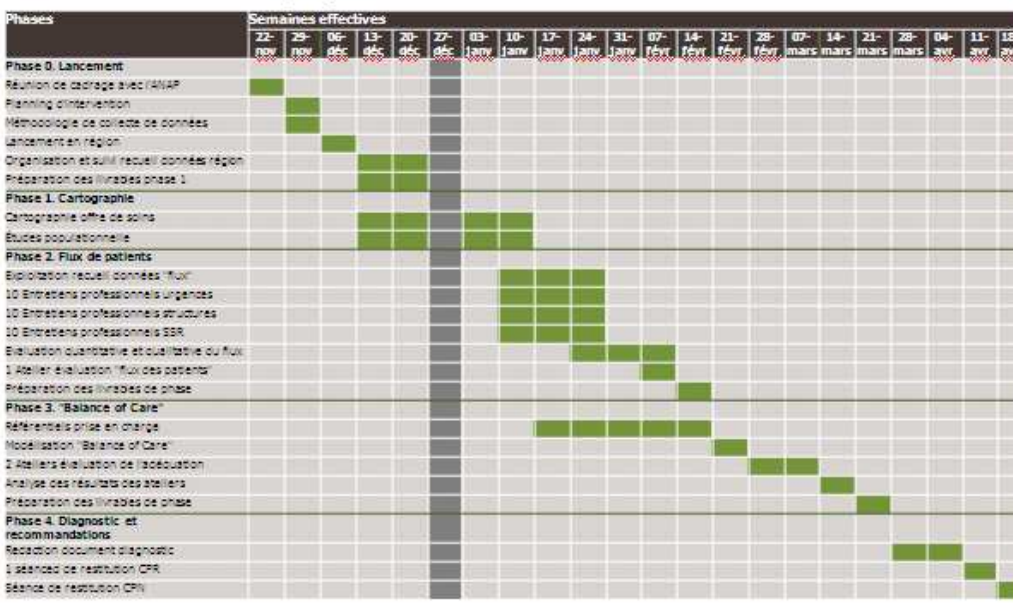 Phases Semaines effectives
22-nov 29-nov 06-déc 13-déc 20-déc 27-déc 03-janv 10-janv 17-janv 24-janv 31-janv 07-févr 14-févr 21-févr 28-févr 07-mars 14-mars 21-mars 28-mars 04-avr 11-avr 18-
Phase 0. Lancement
Réunion de cadrage avec l'ANAP
Planning d'intervention
Méthodologie de collecte de données
Lancement en région
Organisation et suivi recueil données région
Préparation des livrables phase 1
Phase 1. Cartographie
Cartographie offre de soins
Études populationnelle
Phase 2. Flux de patients
Exploitation recueil données "flux"
10 Entretiens professionnels urgences
10 Entretiens professionnels structures
10 Entretiens professionnels SSR
Evaluation quantitative et qualitative du flux
1 Atelier évaluation "flux des patients"
Préparation des livrables de phase
Phase 3. "Balance of Care"
Référentiels prise en charge
Modélisation "Balance of Care"
2 Ateliers évaluation de l'adéquation
Analyse des résultats des ateliers
Préparation des livrables de phase
Phase 4. Diagnostic et
recommandations
Rédaction document diagnostic
1 séances de restitution CPR
Séance de restitution CPN